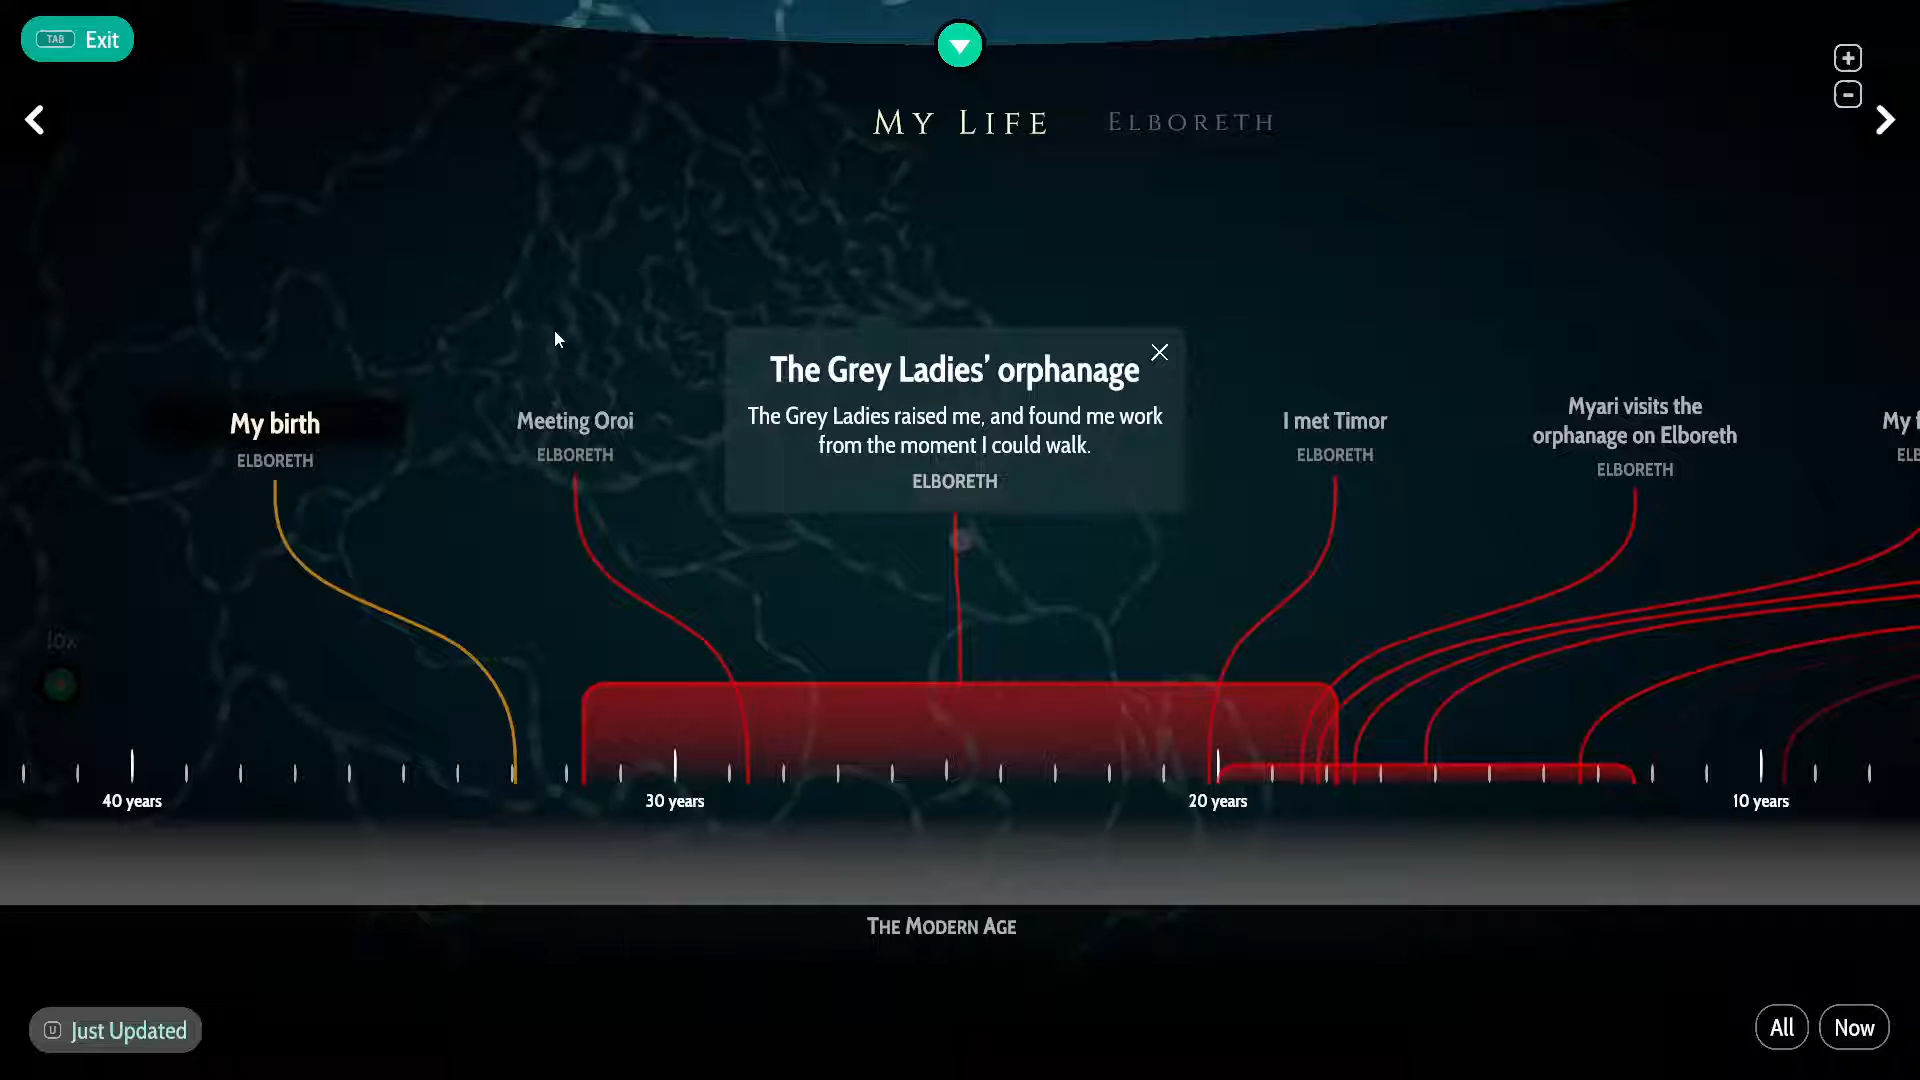 TAB Exit
+
-
My Life
Elboreth
The Grey Ladies’ orphanage
The Grey Ladies raised me, and found me work
from the moment I could walk.
ELBORETH
My birth
ELBORETH
Meeting Oroi
ELBORETH
I met Timor
ELBORETH
Myari visits the
orphanage on Elboreth
ELBORETH
My
40 years
30 years
20 years
10 years
The Modern Age
U Just Updated
All
Now